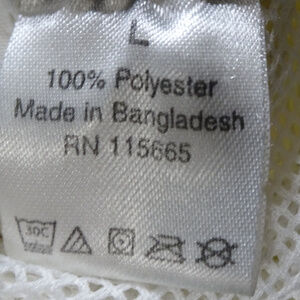 L
100% Polyester
Made in Bangladesh
RN 115665
30C